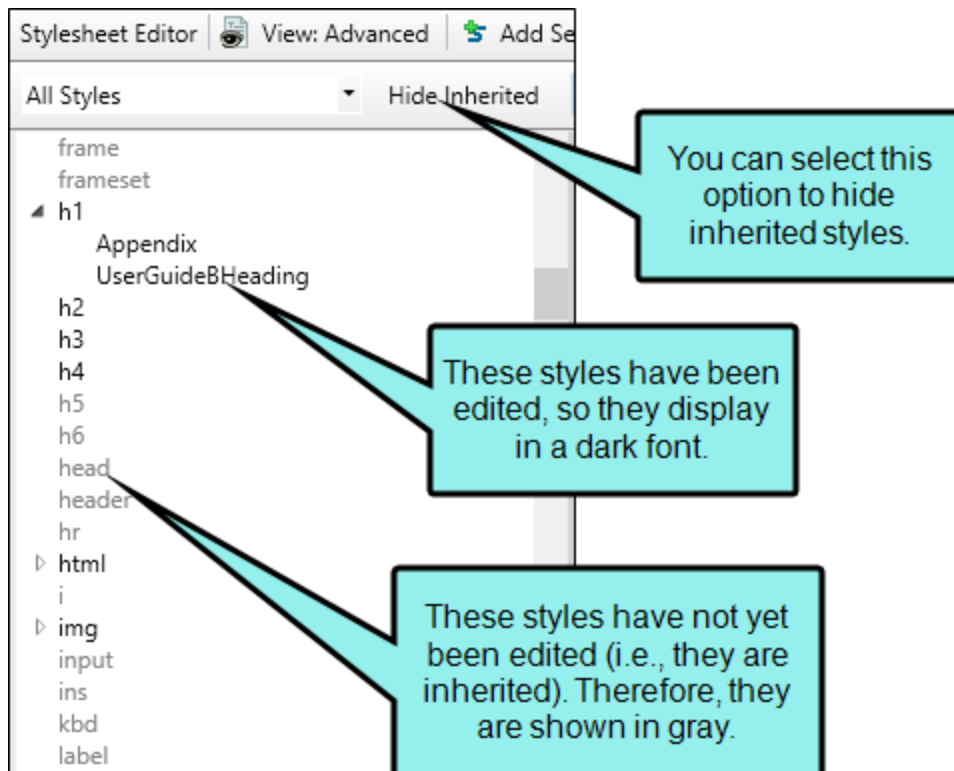 Stylesheet Editor View: Advanced Add Se
All Styles Hide Inherited
frame
frameset
h1
Appendix
UserGuideBHeading
h2
h3
h4
h5
h6
head
header
hr
html
i
img
input
ins
kbd
label
You can select this
option to hide
inherited styles.
These styles have been
edited, so they display
in a dark font.
These styles have not yet
been edited (i.e., they are
inherited). Therefore, they
are shown in gray.